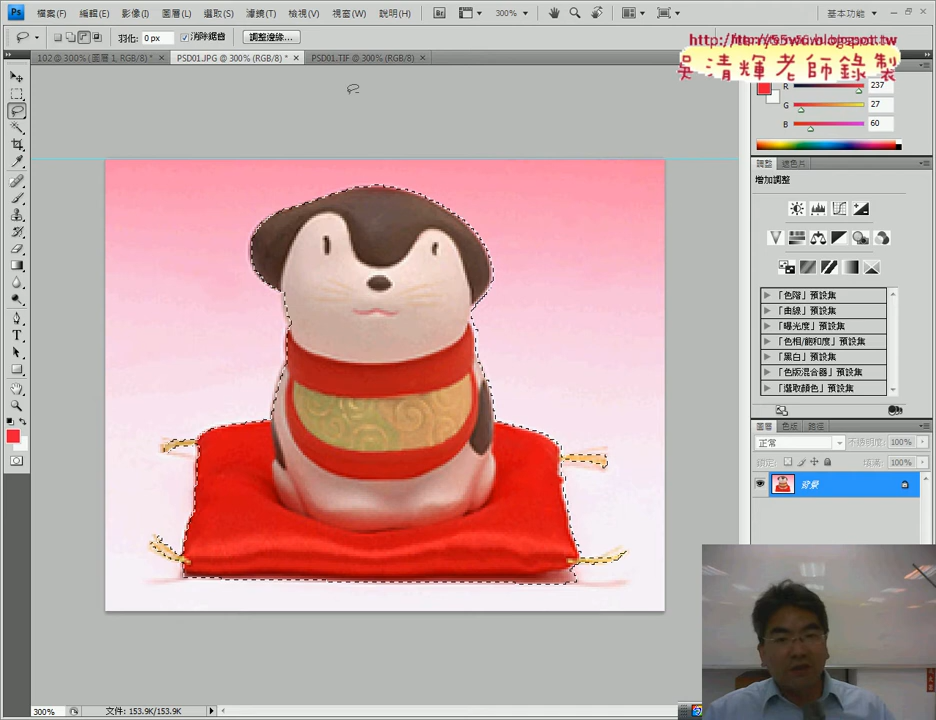 Ps 檔案(F) 編輯(E) 影像(I) 圖層(L) 選取(S) 濾鏡(T) 檢視(V) 視窗(W) 說明(H) Br 300% 基本功能
羽化: 0 px 消除鋸齒 調整邊緣...
http://
吳清輝老師錄製
102 @ 300% (圖層 1, RGB/8) * PSD01.JPG @ 300% (RGB/8) * PSD01.TIF @ 300% (RGB/8)
R 237
G 27
B 60
調整 遮色片
增加調整
「色階」預設集
「曲線」預設集
「曝光度」預設集
「色相/飽和度」預設集
「黑白」預設集
「色版混合器」預設集
「選取顏色」預設集
圖層 色版 路徑
正常 不透明度: 100%
鎖定: 填滿: 100%
背景
300% 文件: 153.9K/153.9K